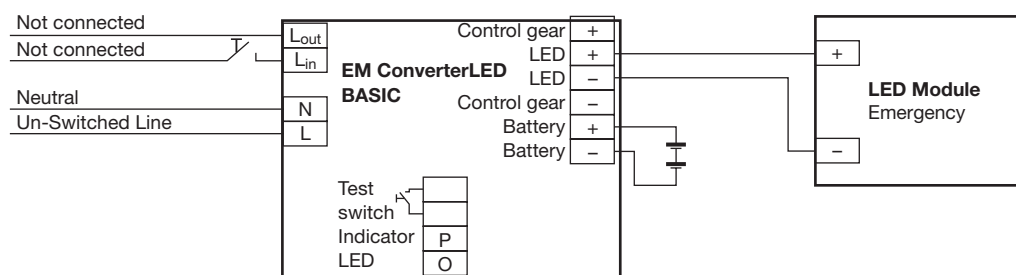 Not connected
Not connected
Neutral
Un-Switched Line
Lout
Lin
N
L
EM ConverterLED
BASIC
Control gear +
LED +
LED –
Control gear –
Battery +
Battery –
Test
switch
Indicator P
LED O
+
–
LED Module
Emergency